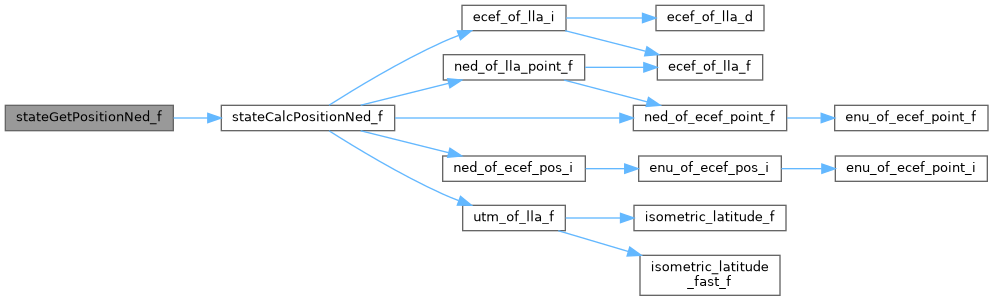 ecef_of_lla_i
ecef_of_lla_d
ned_of_lla_point_f
ecef_of_lla_f
stateGetPositionNed_f
stateCalcPositionNed_f
ned_of_ecef_point_f
enu_of_ecef_point_f
ned_of_ecef_pos_i
enu_of_ecef_pos_i
enu_of_ecef_point_i
utm_of_lla_f
isometric_latitude_f
isometric_latitude
_fast_f